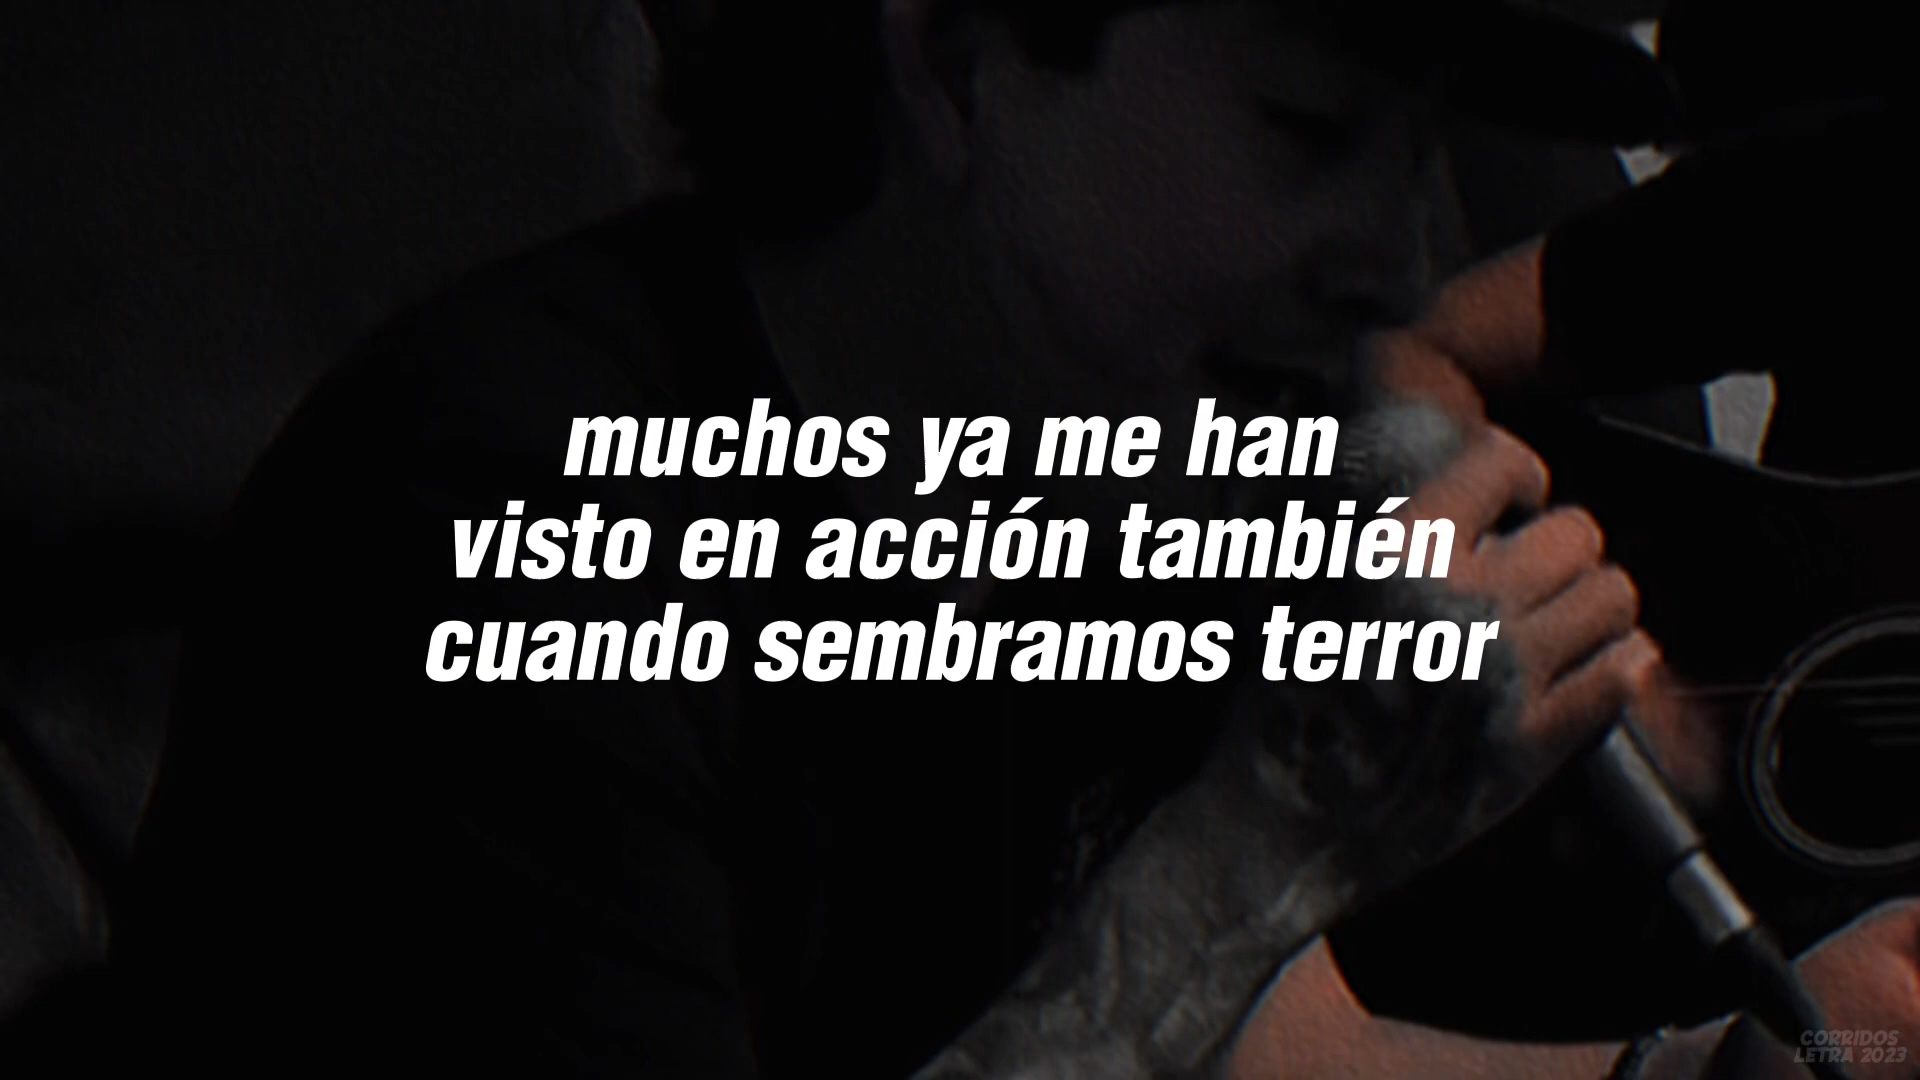 muchos ya me han
visto en acción también
cuando sembramos terror
CORRIDOS
LETRA 2023